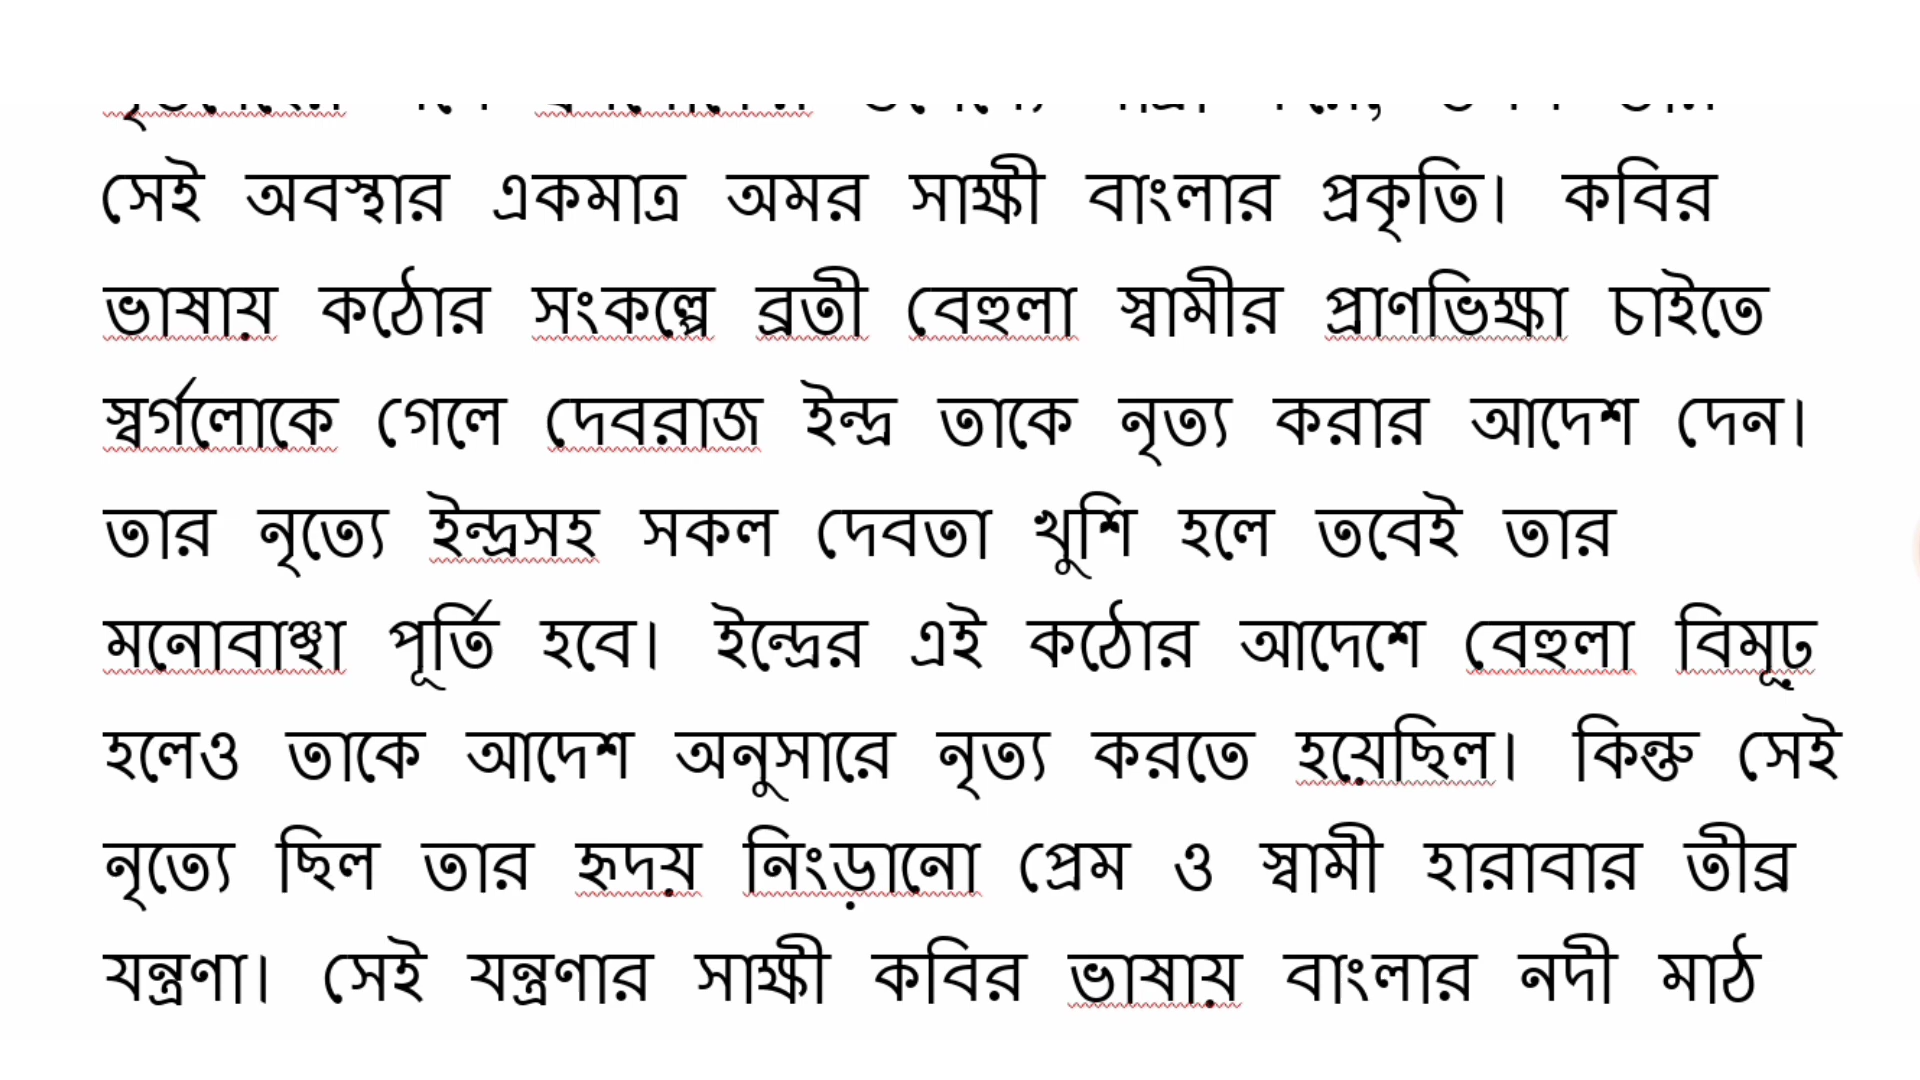 সেই অবস্থার একমাত্র অমর সাক্ষী বাংলার প্রকৃতি। কবির
ভাষায় কঠোর সংকল্পে ব্রতী বেহুলা স্বামীর প্রাণভিক্ষা চাইতে
স্বর্গলোকে গেলে দেবরাজ ইন্দ্র তাকে নৃত্য করার আদেশ দেন।
তার নৃত্যে ইন্দ্রসহ সকল দেবতা খুশি হলে তবেই তার
মনোবাঞ্ছা পূর্তি হবে। ইন্দ্রের এই কঠোর আদেশে বেহুলা বিমূঢ়
হলেও তাকে আদেশ অনুসারে নৃত্য করতে হয়েছিল। কিন্তু সেই
নৃত্যে ছিল তার হৃদয় নিংড়ানো প্রেম ও স্বামী হারাবার তীব্র
যন্ত্রণা। সেই যন্ত্রণার সাক্ষী কবির ভাষায় বাংলার নদী মাঠ